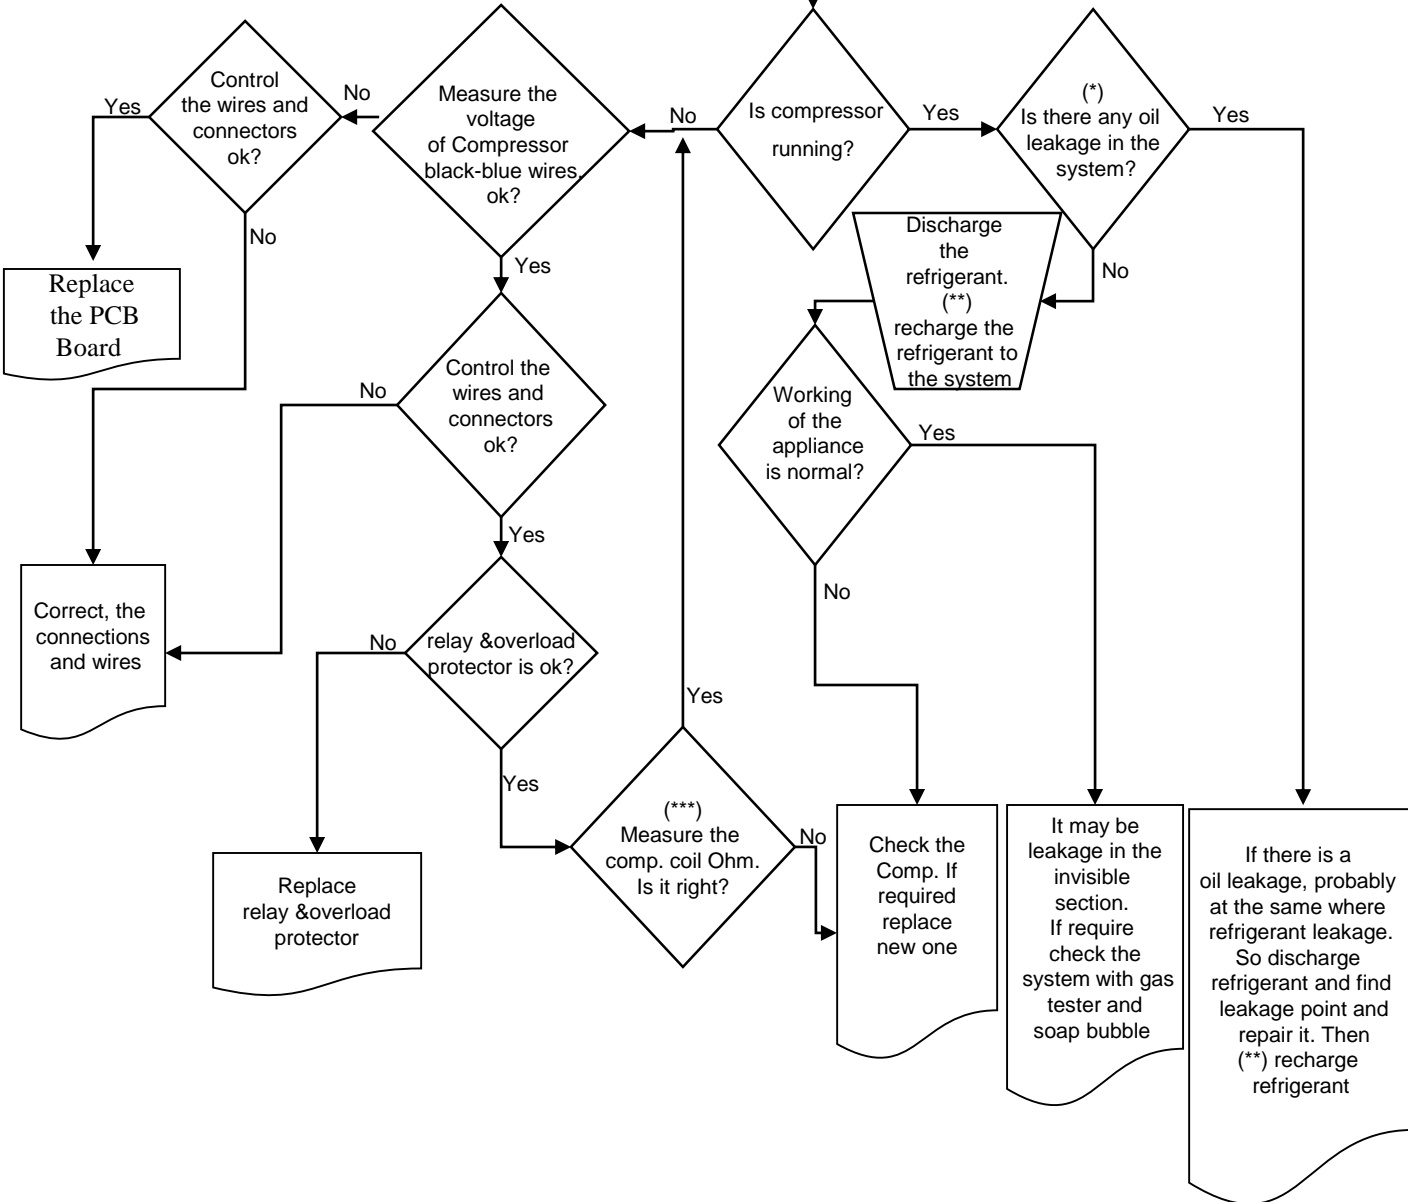 Control
the wires and
connectors
ok?
Yes
No
No
Measure the
voltage
of Compressor
black-blue wires,
ok?
No
Yes
Is compressor
running?
Yes
(*)
Is there any oil
leakage in the
system?
Yes
No
Replace
the PCB
Board
Discharge
the
refrigerant.
(**)
recharge the
refrigerant to
the system
Control the
wires and
connectors
ok?
No
Yes
Working
of the
appliance
is normal?
Yes
No
Correct, the
connections
and wires
relay &overload
protector is ok?
No
Yes
Yes
(***)
Measure the
comp. coil Ohm.
Is it right?
No
Replace
relay &overload
protector
Check the
Comp. If
required
replace
new one
It may be
leakage in the
invisible
section.
If require
check the
system with gas
tester and
soap bubble
If there is a
oil leakage, probably
at the same where
refrigerant leakage.
So discharge
refrigerant and find
leakage point and
repair it. Then
(**) recharge
refrigerant